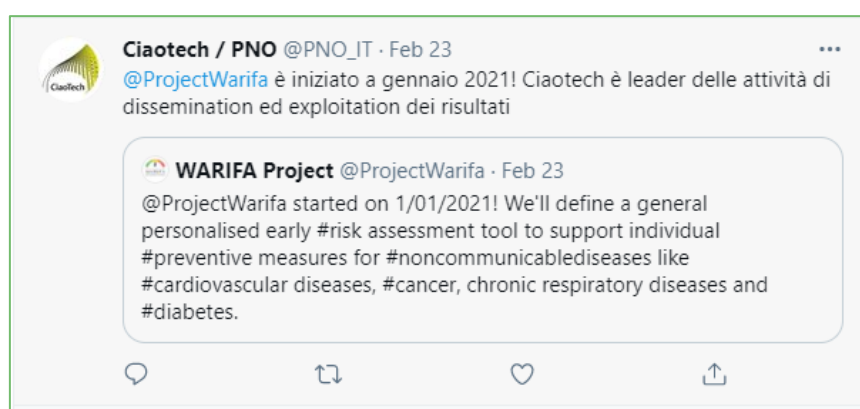 Ciaotech / PNO @PNO_IT · Feb 23
@ProjectWarifa è iniziato a gennaio 2021! Ciaotech è leader delle attività di
dissemination ed exploitation dei risultati
CiaoTech
WARIFA Project @ProjectWarifa · Feb 23
@ProjectWarifa started on 1/01/2021! We'll define a general
personalised early #risk assessment tool to support individual
#preventive measures for #noncommunicablediseases like
#cardiovascular diseases, #cancer, chronic respiratory diseases and
#diabetes.